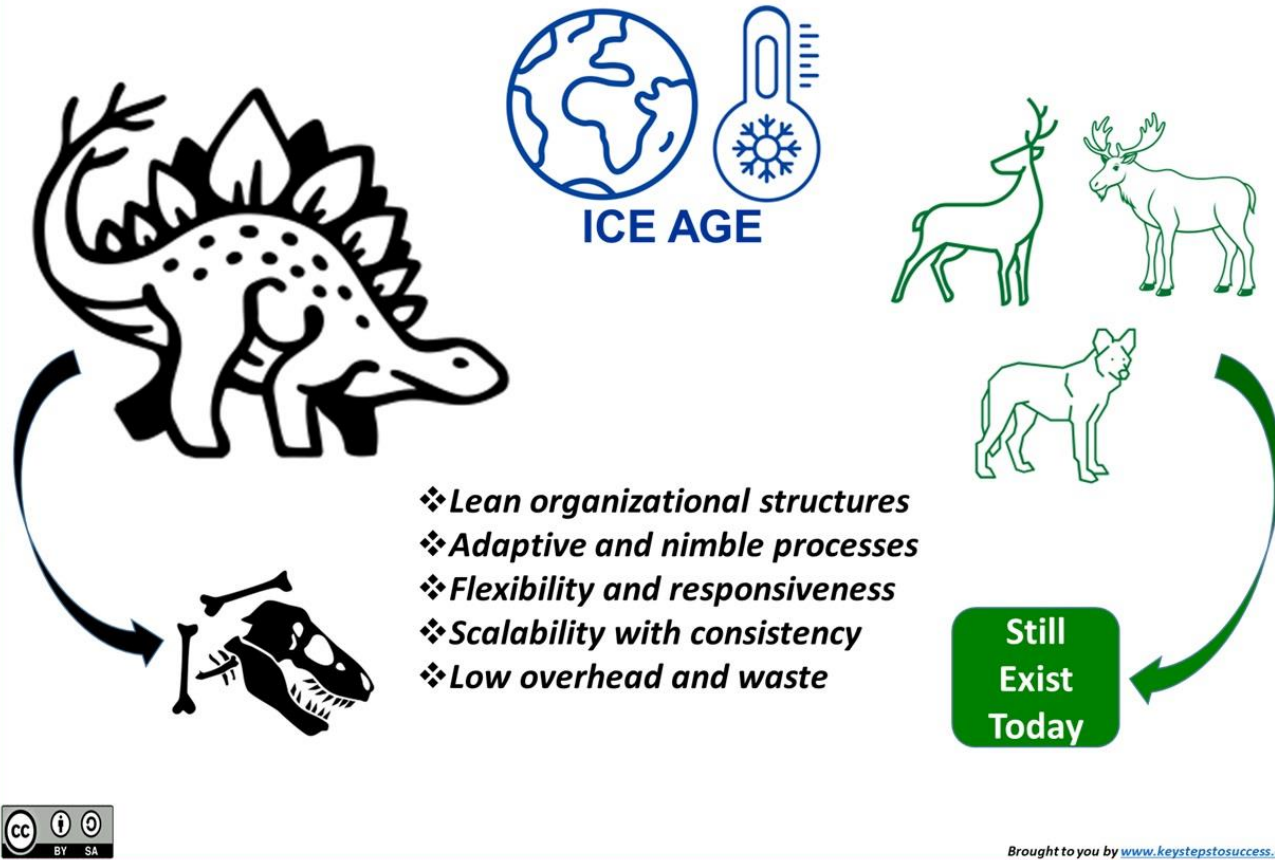 ICE AGE
❖Lean organizational structures
❖Adaptive and nimble processes
❖Flexibility and responsiveness
❖Scalability with consistency
❖Low overhead and waste
Still
Exist
Today
cc
BY SA
Brought to you by www.keystepstosuccess.